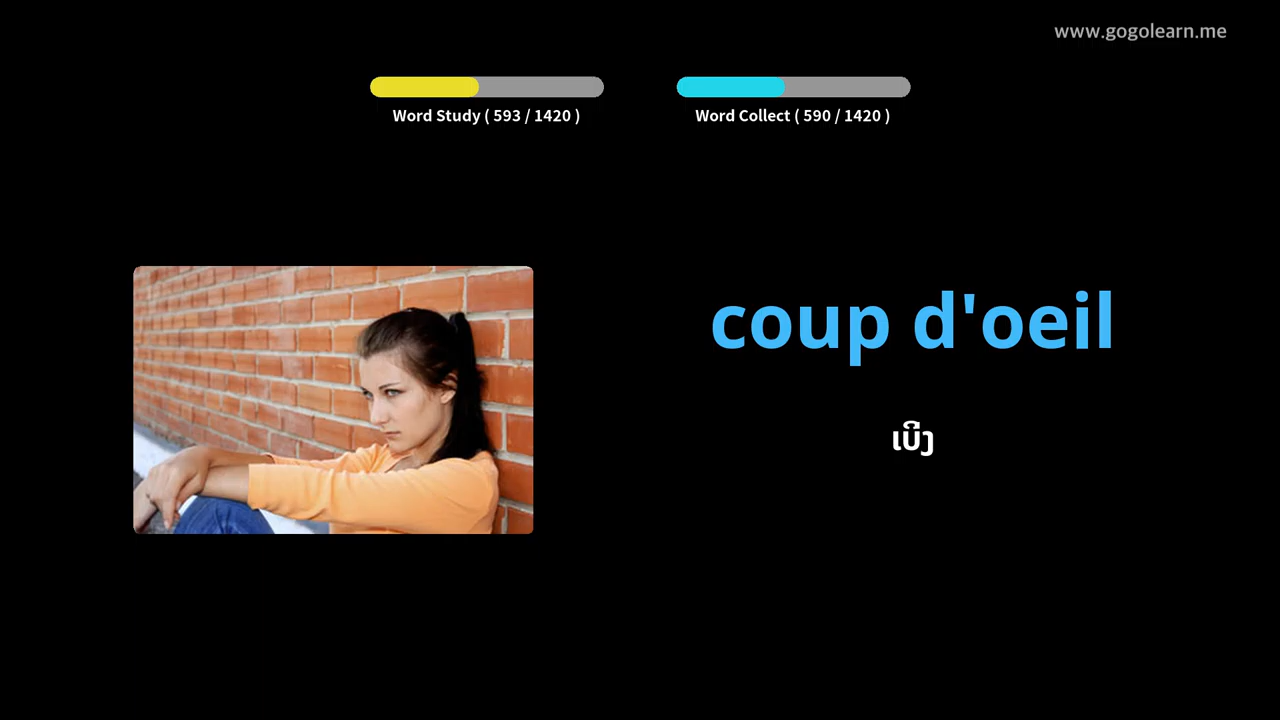 www.gogolearn.me
Word Study ( 593 / 1420 )
Word Collect ( 590 / 1420 )
coup d'oeil
ເບິ່ງ